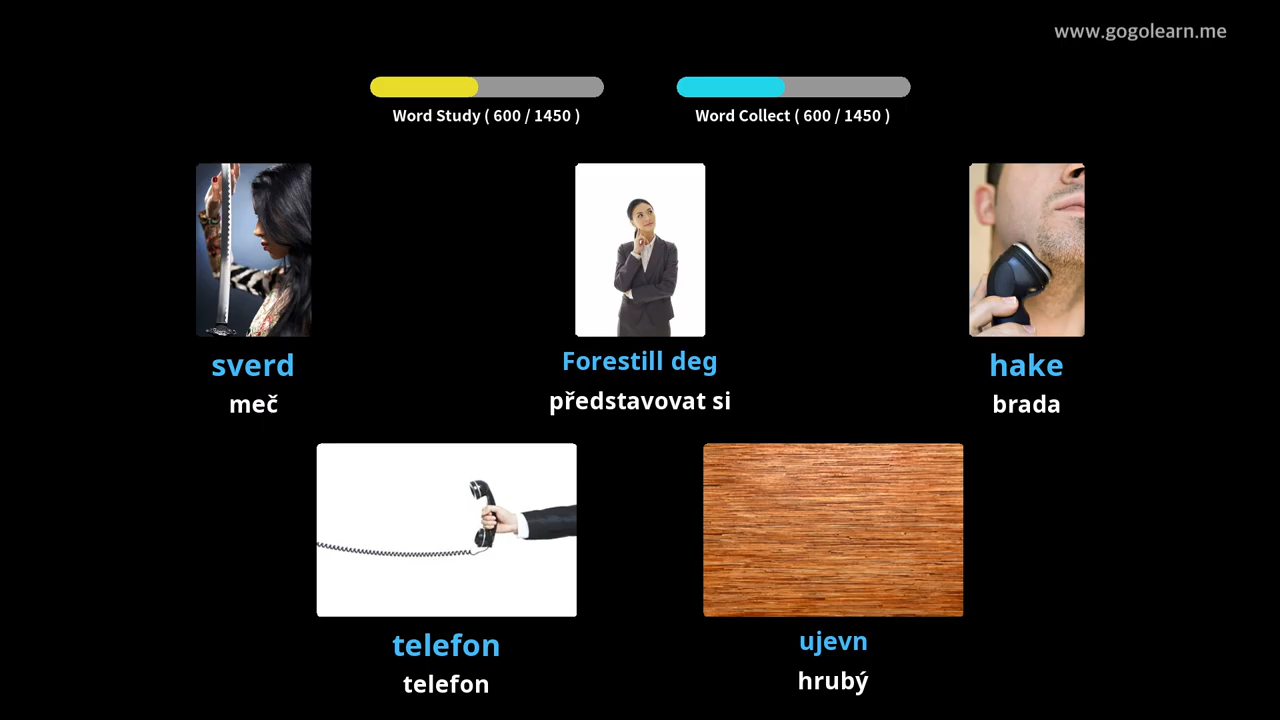 www.gogolearn.me
Word Study ( 600 / 1450 )
Word Collect ( 600 / 1450 )
sverd
meč
Forestill deg
představovat si
hake
brada
telefon
telefon
ujevn
hrubý